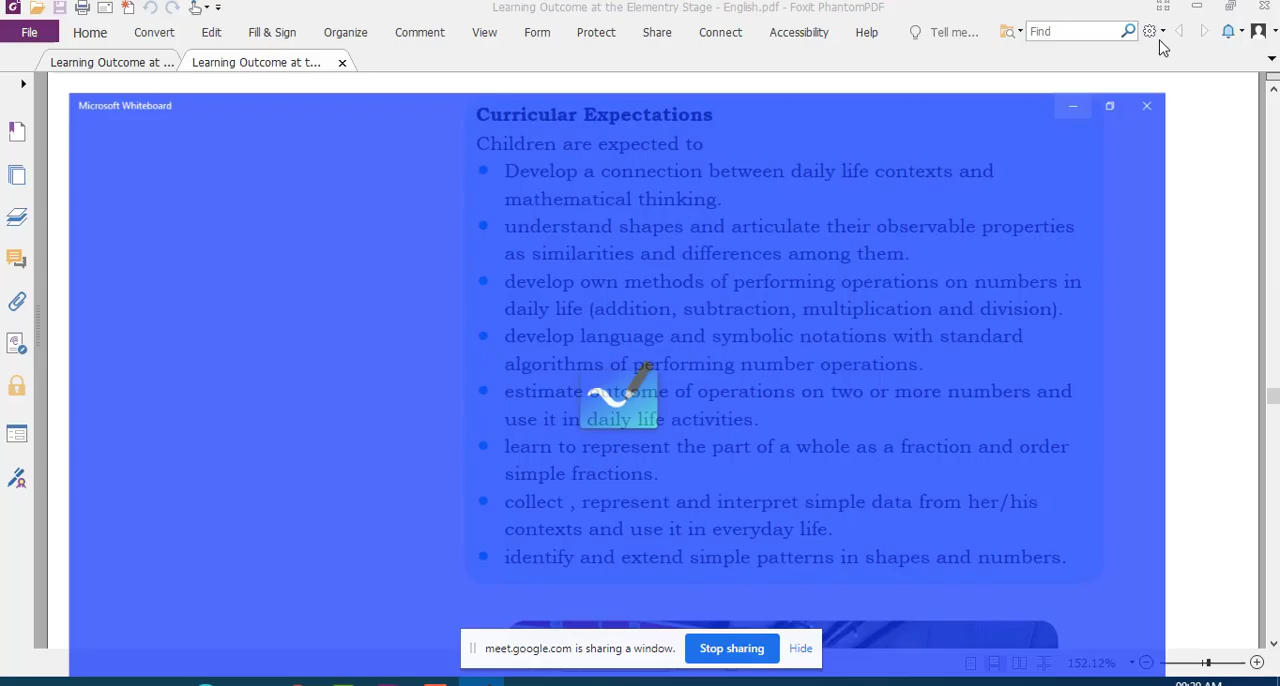 Learning Outcome at the Elementry Stage - English.pdf - Foxit PhantomPDF
File Home Convert Edit Fill & Sign Organize Comment View Form Protect Share Connect Accessibility Help Tell me... Find
Learning Outcome at ... Learning Outcome at t...
Microsoft Whiteboard
Curricular Expectations
Children are expected to
Develop a connection between daily life contexts and
mathematical thinking.
understand shapes and articulate their observable properties
as similarities and differences among them.
develop own methods of performing operations on numbers in
daily life (addition, subtraction, multiplication and division).
develop language and symbolic notations with standard
algorithms of performing number operations.
estimate outcome of operations on two or more numbers and
use it in daily life activities.
learn to represent the part of a whole as a fraction and order
simple fractions.
collect , represent and interpret simple data from her/his
contexts and use it in everyday life.
identify and extend simple patterns in shapes and numbers.
meet.google.com is sharing a window. Stop sharing Hide
152.12%